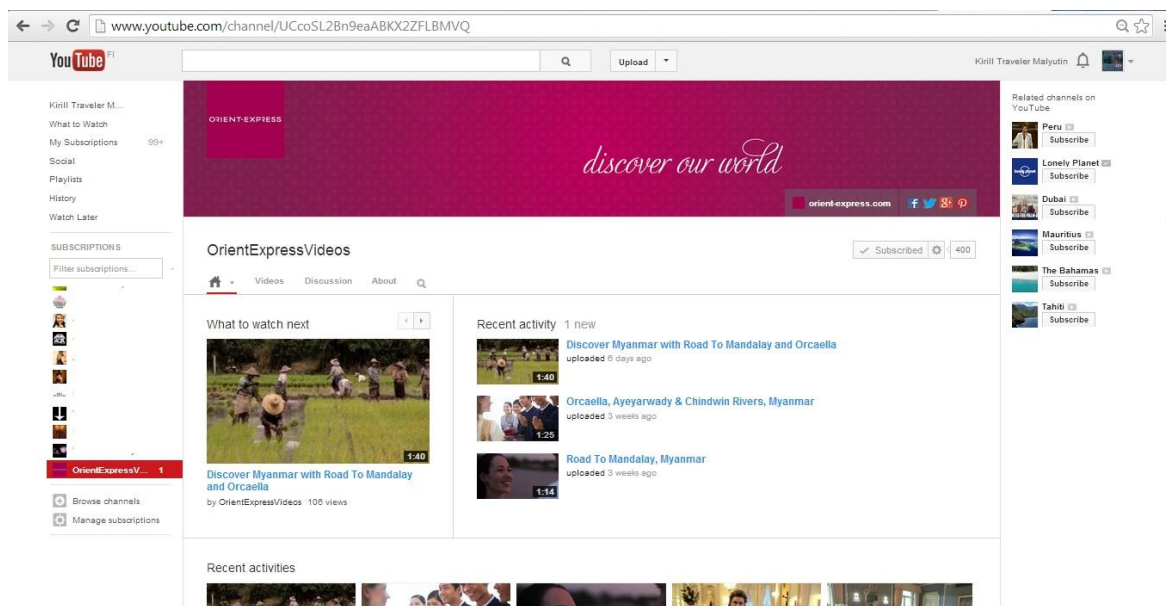 www.youtube.com/channel/UCcoSL2Bn9eaABKX2ZFLBMVQ
YouTube FI
Upload
Kirill Traveler Malyutin
Kirill Traveler M...
What to Watch
My Subscriptions 99+
Social
Playlists
History
Watch Later
SUBSCRIPTIONS
Filter subscriptions...
OrientExpressV... 1
Browse channels
Manage subscriptions
ORIENT-EXPRESS
discover our world
orient-express.com
OrientExpressVideos
Subscribed 400
Videos Discussion About
What to watch next
1:40
Discover Myanmar with Road To Mandalay
and Orcaella
by OrientExpressVideos 106 views
Recent activity 1 new
Discover Myanmar with Road To Mandalay and Orcaella
uploaded 6 days ago
1:40
Orcaella, Ayeyarwady & Chindwin Rivers, Myanmar
uploaded 3 weeks ago
1:25
Road To Mandalay, Myanmar
uploaded 3 weeks ago
1:14
Recent activities
Related channels on
YouTube
Peru
Subscribe
Lonely Planet
Subscribe
Dubai
Subscribe
Mauritius
Subscribe
The Bahamas
Subscribe
Tahiti
Subscribe